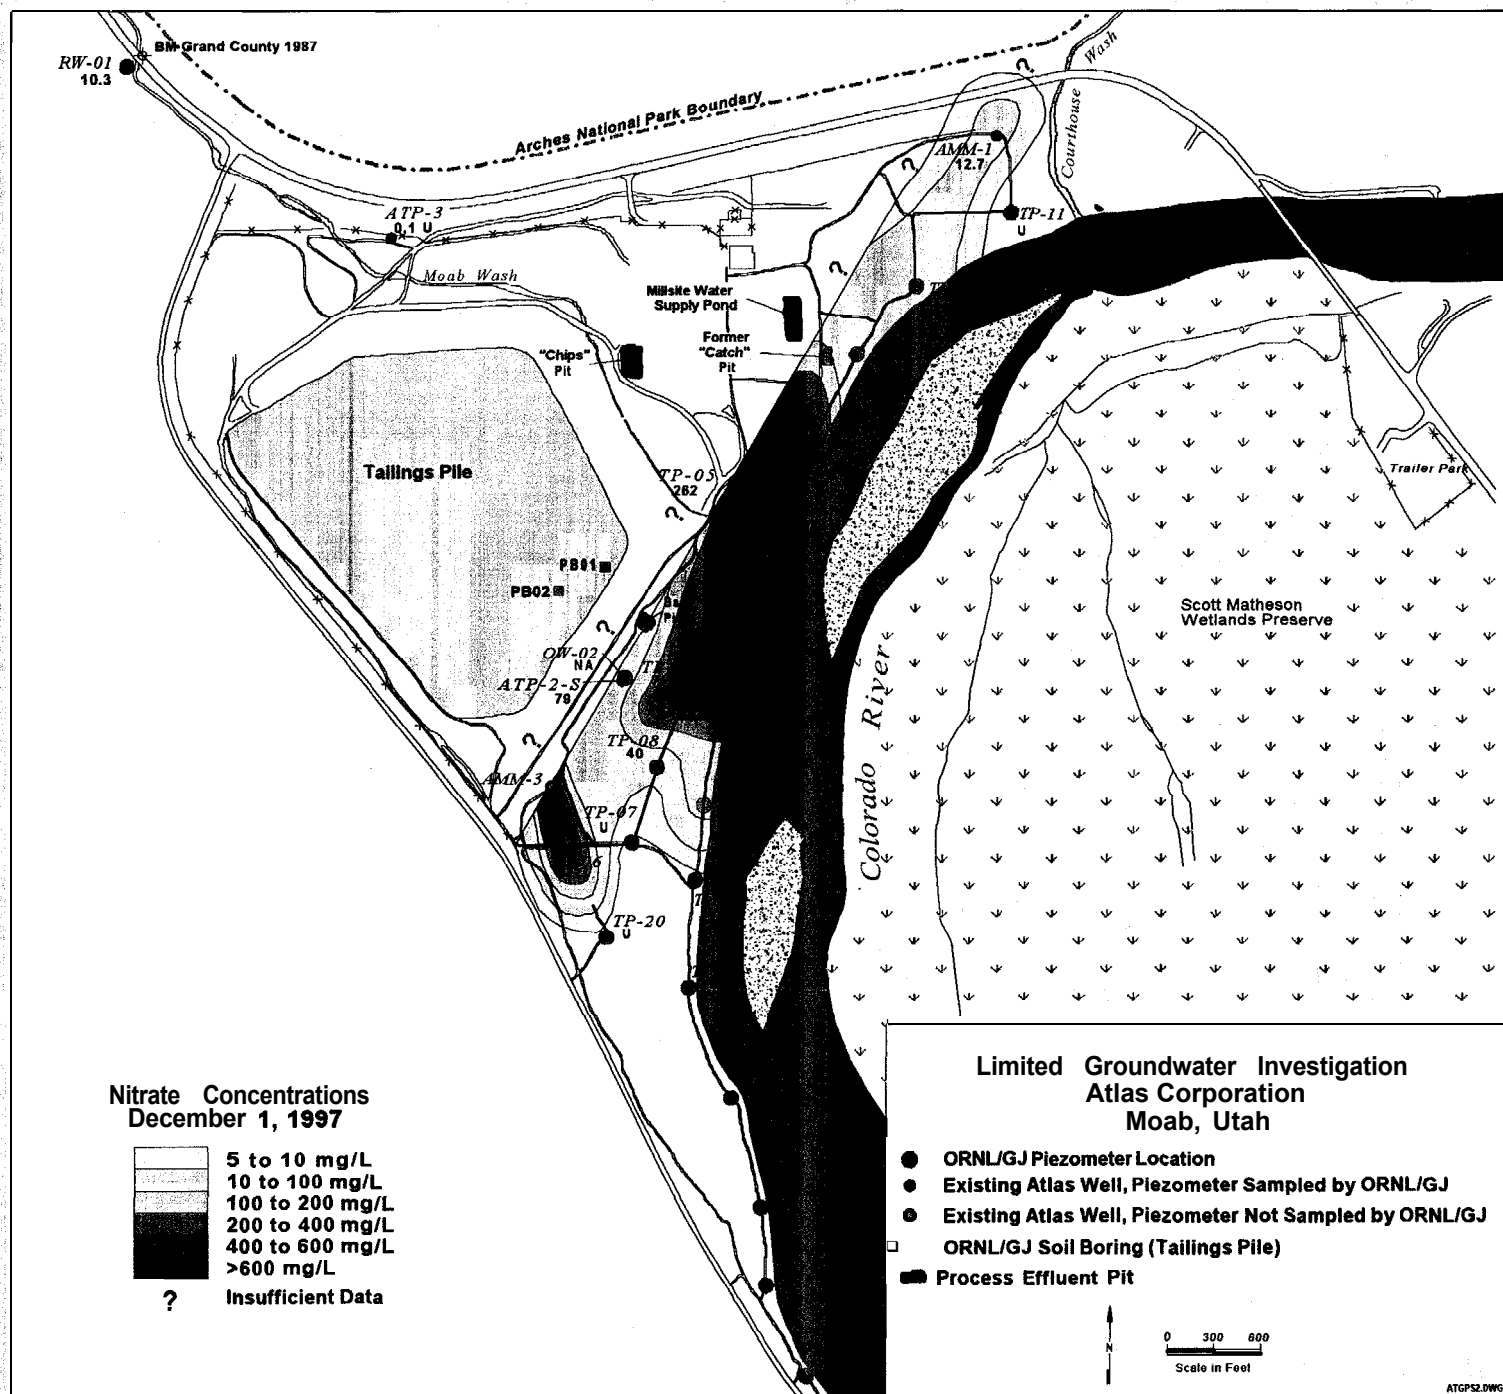 BM-Grand County 1987
RW-01
10.3
Arches National Park Boundary
Courthouse Wash
?
AMM-1
12.7
?
ATP-3
0.1 U
TP-11
U
Moab Wash
?
Millsite Water
Supply Pond
"Chips"
Pit
Former
"Catch"
Pit
Tailings Pile
TP-05
262
?
Trailer Park
PB01
PB02
Scott Matheson
Wetlands Preserve
?
OW-02
NA
ATP-2-S
79
Colorado River
?
TP-08
40
AMM-3
TP-07
U
6
TP-20
U
Nitrate Concentrations
December 1, 1997
5 to 10 mg/L
10 to 100 mg/L
100 to 200 mg/L
200 to 400 mg/L
400 to 600 mg/L
>600 mg/L
? Insufficient Data
Limited Groundwater Investigation
Atlas Corporation
Moab, Utah
ORNL/GJ Piezometer Location
Existing Atlas Well, Piezometer Sampled by ORNL/GJ
Existing Atlas Well, Piezometer Not Sampled by ORNL/GJ
ORNL/GJ Soil Boring (Tailings Pile)
Process Effluent Pit
N
0 300 600
Scale in Feet
ATGPS2.DWG